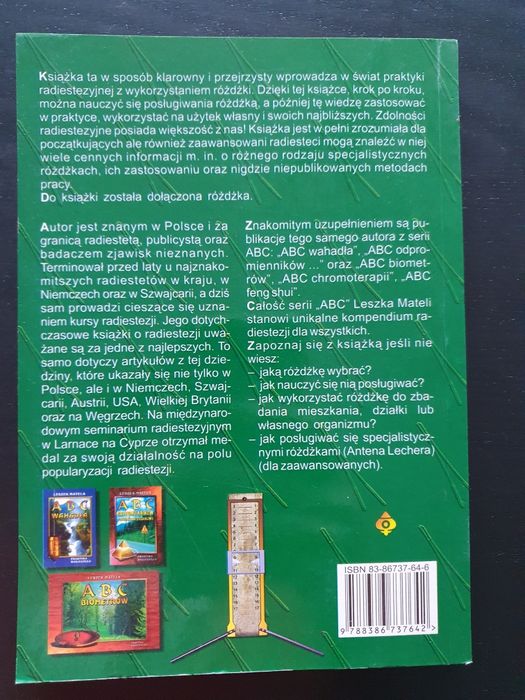 Książka ta w sposób klarowny i przejrzysty wprowadza w świat praktyki
radiestezyjnej z wykorzystaniem różdżki. Dzięki tej książce, krok po kroku,
można nauczyć się posługiwania różdżką, a później tę wiedzę zastosować
w praktyce, wykorzystać na użytek własny i swoich najbliższych. Zdolności
radiestezyjne posiada większość z nas! Książka jest w pełni zrozumiała dla
początkujących ale również zaawansowani radiesteci mogą znaleźć w niej
wiele cennych informacji m. in. o różnego rodzaju specjalistycznych
różdżkach, ich zastosowaniu oraz nigdzie niepublikowanych metodach
pracy.
Do książki została dołączona różdżka.
Autor jest znanym w Polsce i za
granicą radiestetą, publicystą oraz
badaczem zjawisk nieznanych.
Terminował przed laty u najznako-
mitszych radiestetów w kraju, w
Niemczech oraz w Szwajcarii, a dziś
sam prowadzi cieszące się uzna-
niem kursy radiestezji. Jego dotych-
czasowe książki o radiestezji uwa-
żane są za jedne z najlepszych. To
samo dotyczy artykułów z tej dzie-
dziny, które ukazały się nie tylko w
Polsce, ale i w Niemczech, Szwaj-
carii, Austrii, USA, Wielkiej Brytanii
oraz na Węgrzech. Na międzynaro-
dowym seminarium radiestezyjnym
w Larnace na Cyprze otrzymał me-
dal za swoją działalność na polu
popularyzacji radiestezji.
Znakomitym uzupełnieniem są pu-
blikacje tego samego autora z serii
ABC: „ABC wahadła”, „ABC odpro-
mienników ...” oraz „ABC biomet-
rów”, „ABC chromoterapii”, „ABC
feng shui”.
Całość serii „ABC” Leszka Mateli
stanowi unikalne kompendium ra-
diestezji dla wszystkich.
Zapoznaj się z książką jeśli nie
wiesz:
– jaką różdżkę wybrać?
– jak nauczyć się nią posługiwać?
– jak wykorzystać różdżkę do zba-
dania mieszkania, działki lub
własnego organizmu?
– jak posługiwać się specjalistycz-
nymi różdżkami (Antena Lechera)
(dla zaawansowanych).
LESZEK MATELA
ABC
WAHADŁA
LESZEK MATELA
ABC
LESZEK MATELA
ABC
BIOMETRÓW
ISBN 83-86737-64-6
9 788386 737642 >